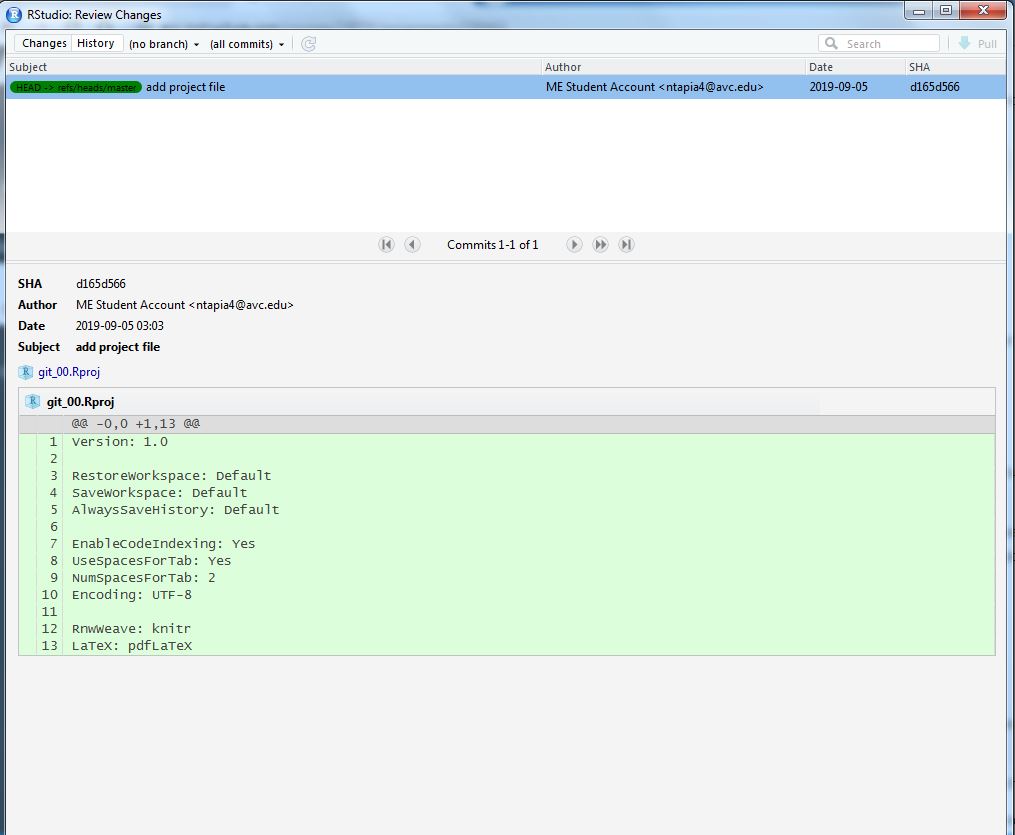 RStudio: Review Changes
Changes History (no branch) (all commits) Search Pull
Subject Author Date SHA
HEAD -> refs/heads/master add project file ME Student Account <ntapia4@avc.edu> 2019-09-05 d165d566
Commits 1-1 of 1
SHA d165d566
Author ME Student Account <ntapia4@avc.edu>
Date 2019-09-05 03:03
Subject add project file
git_00.Rproj
git_00.Rproj
@@ -0,0 +1,13 @@
1 Version: 1.0
2
3 RestoreWorkspace: Default
4 SaveWorkspace: Default
5 AlwaysSaveHistory: Default
6
7 EnableCodeIndexing: Yes
8 UseSpacesForTab: Yes
9 NumSpacesForTab: 2
10 Encoding: UTF-8
11
12 RnwWeave: knitr
13 LaTeX: pdfLaTeX